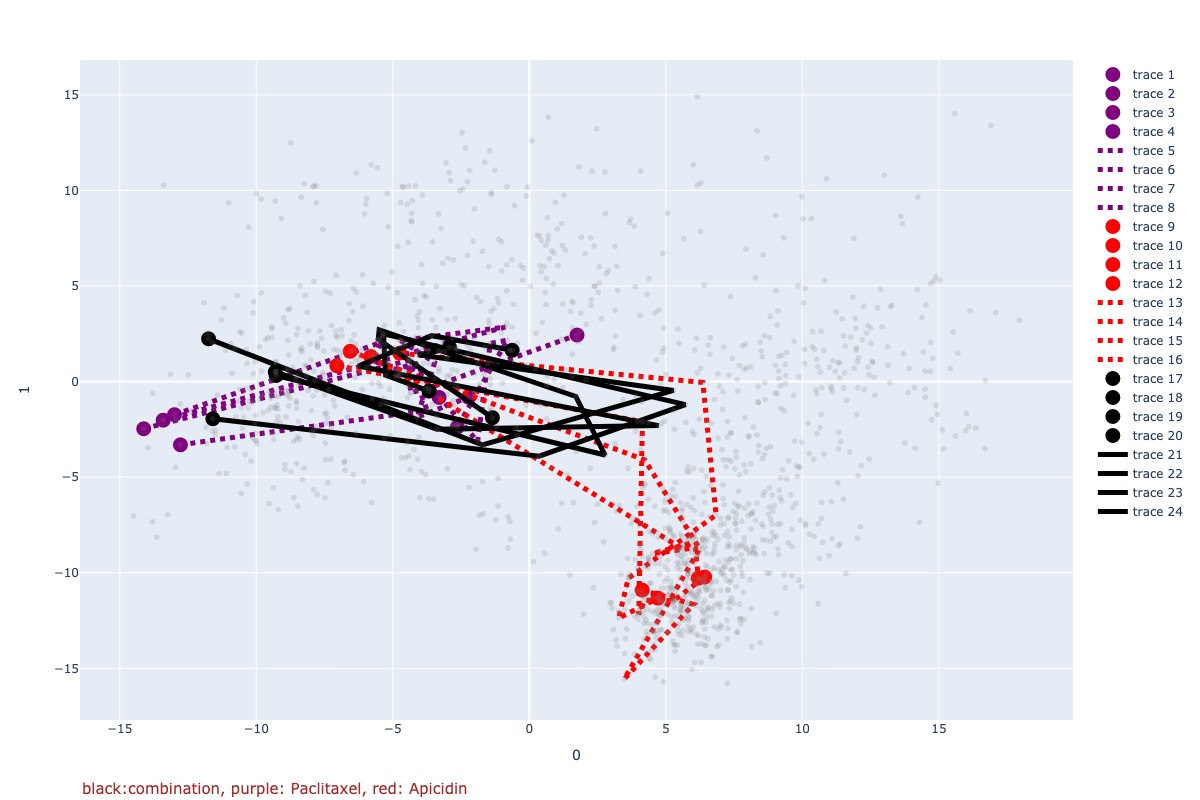 15
10
5
0
−5
−10
−15
−15
−10
−5
0
5
10
15
0
1
trace 1
trace 2
trace 3
trace 4
trace 5
trace 6
trace 7
trace 8
trace 9
trace 10
trace 11
trace 12
trace 13
trace 14
trace 15
trace 16
trace 17
trace 18
trace 19
trace 20
trace 21
trace 22
trace 23
trace 24
black:combination, purple: Paclitaxel, red: Apicidin